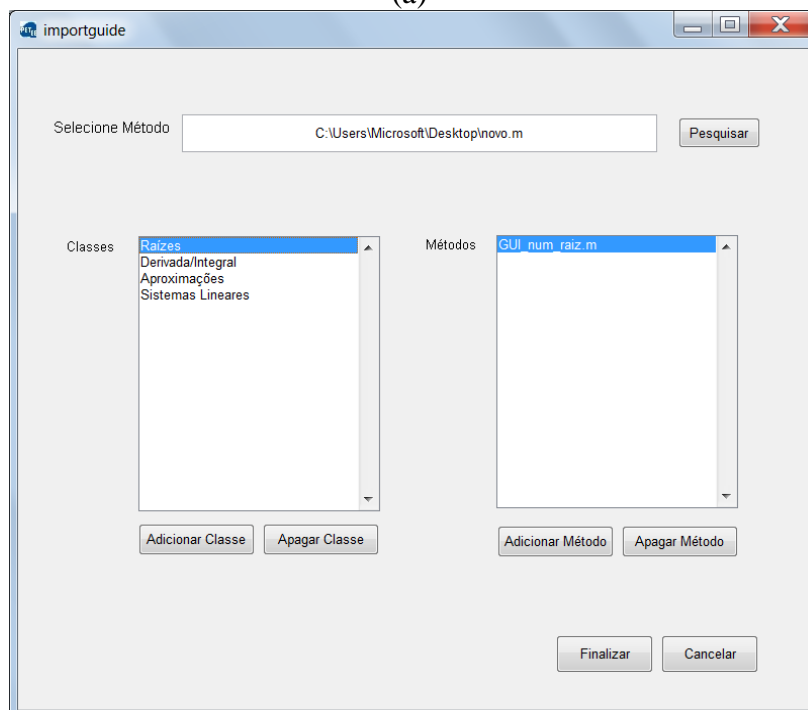 (a)
importguide
Selecione Método
C:\Users\Microsoft\Desktop\novo.m
Pesquisar
Classes
Raízes
Derivada/Integral
Aproximações
Sistemas Lineares
Métodos
GUI_num_raiz.m
Adicionar Classe
Apagar Classe
Adicionar Método
Apagar Método
Finalizar
Cancelar